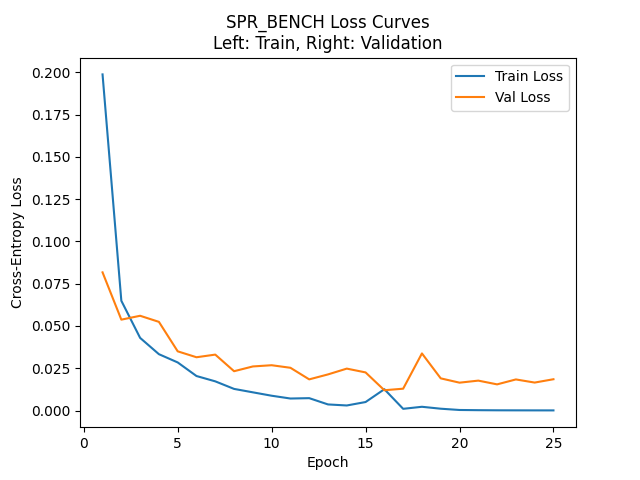 SPR_BENCH Loss Curves
Left: Train, Right: Validation
Train Loss
Val Loss
Cross-Entropy Loss
0.200
0.175
0.150
0.125
0.100
0.075
0.050
0.025
0.000
0
5
10
15
20
25
Epoch